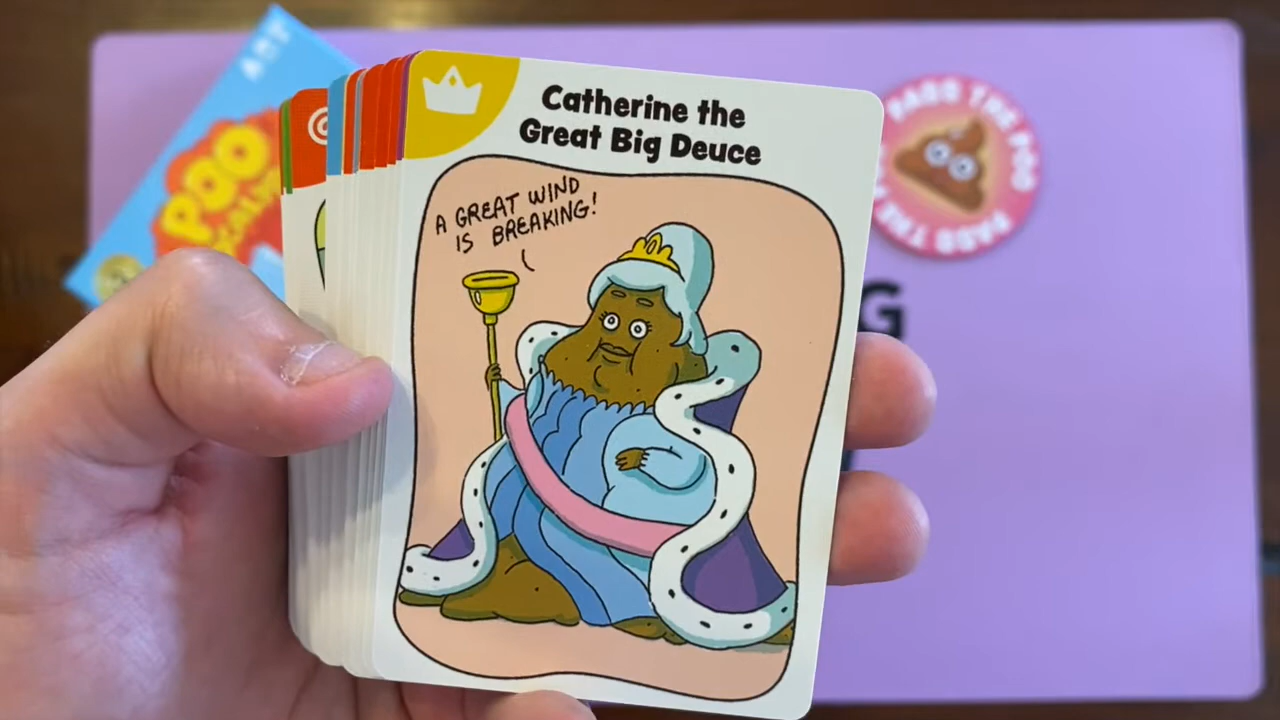 Catherine the
Great Big Deuce
A GREAT WIND
IS BREAKING!
POO
PASS THE POO
PASS THE
G